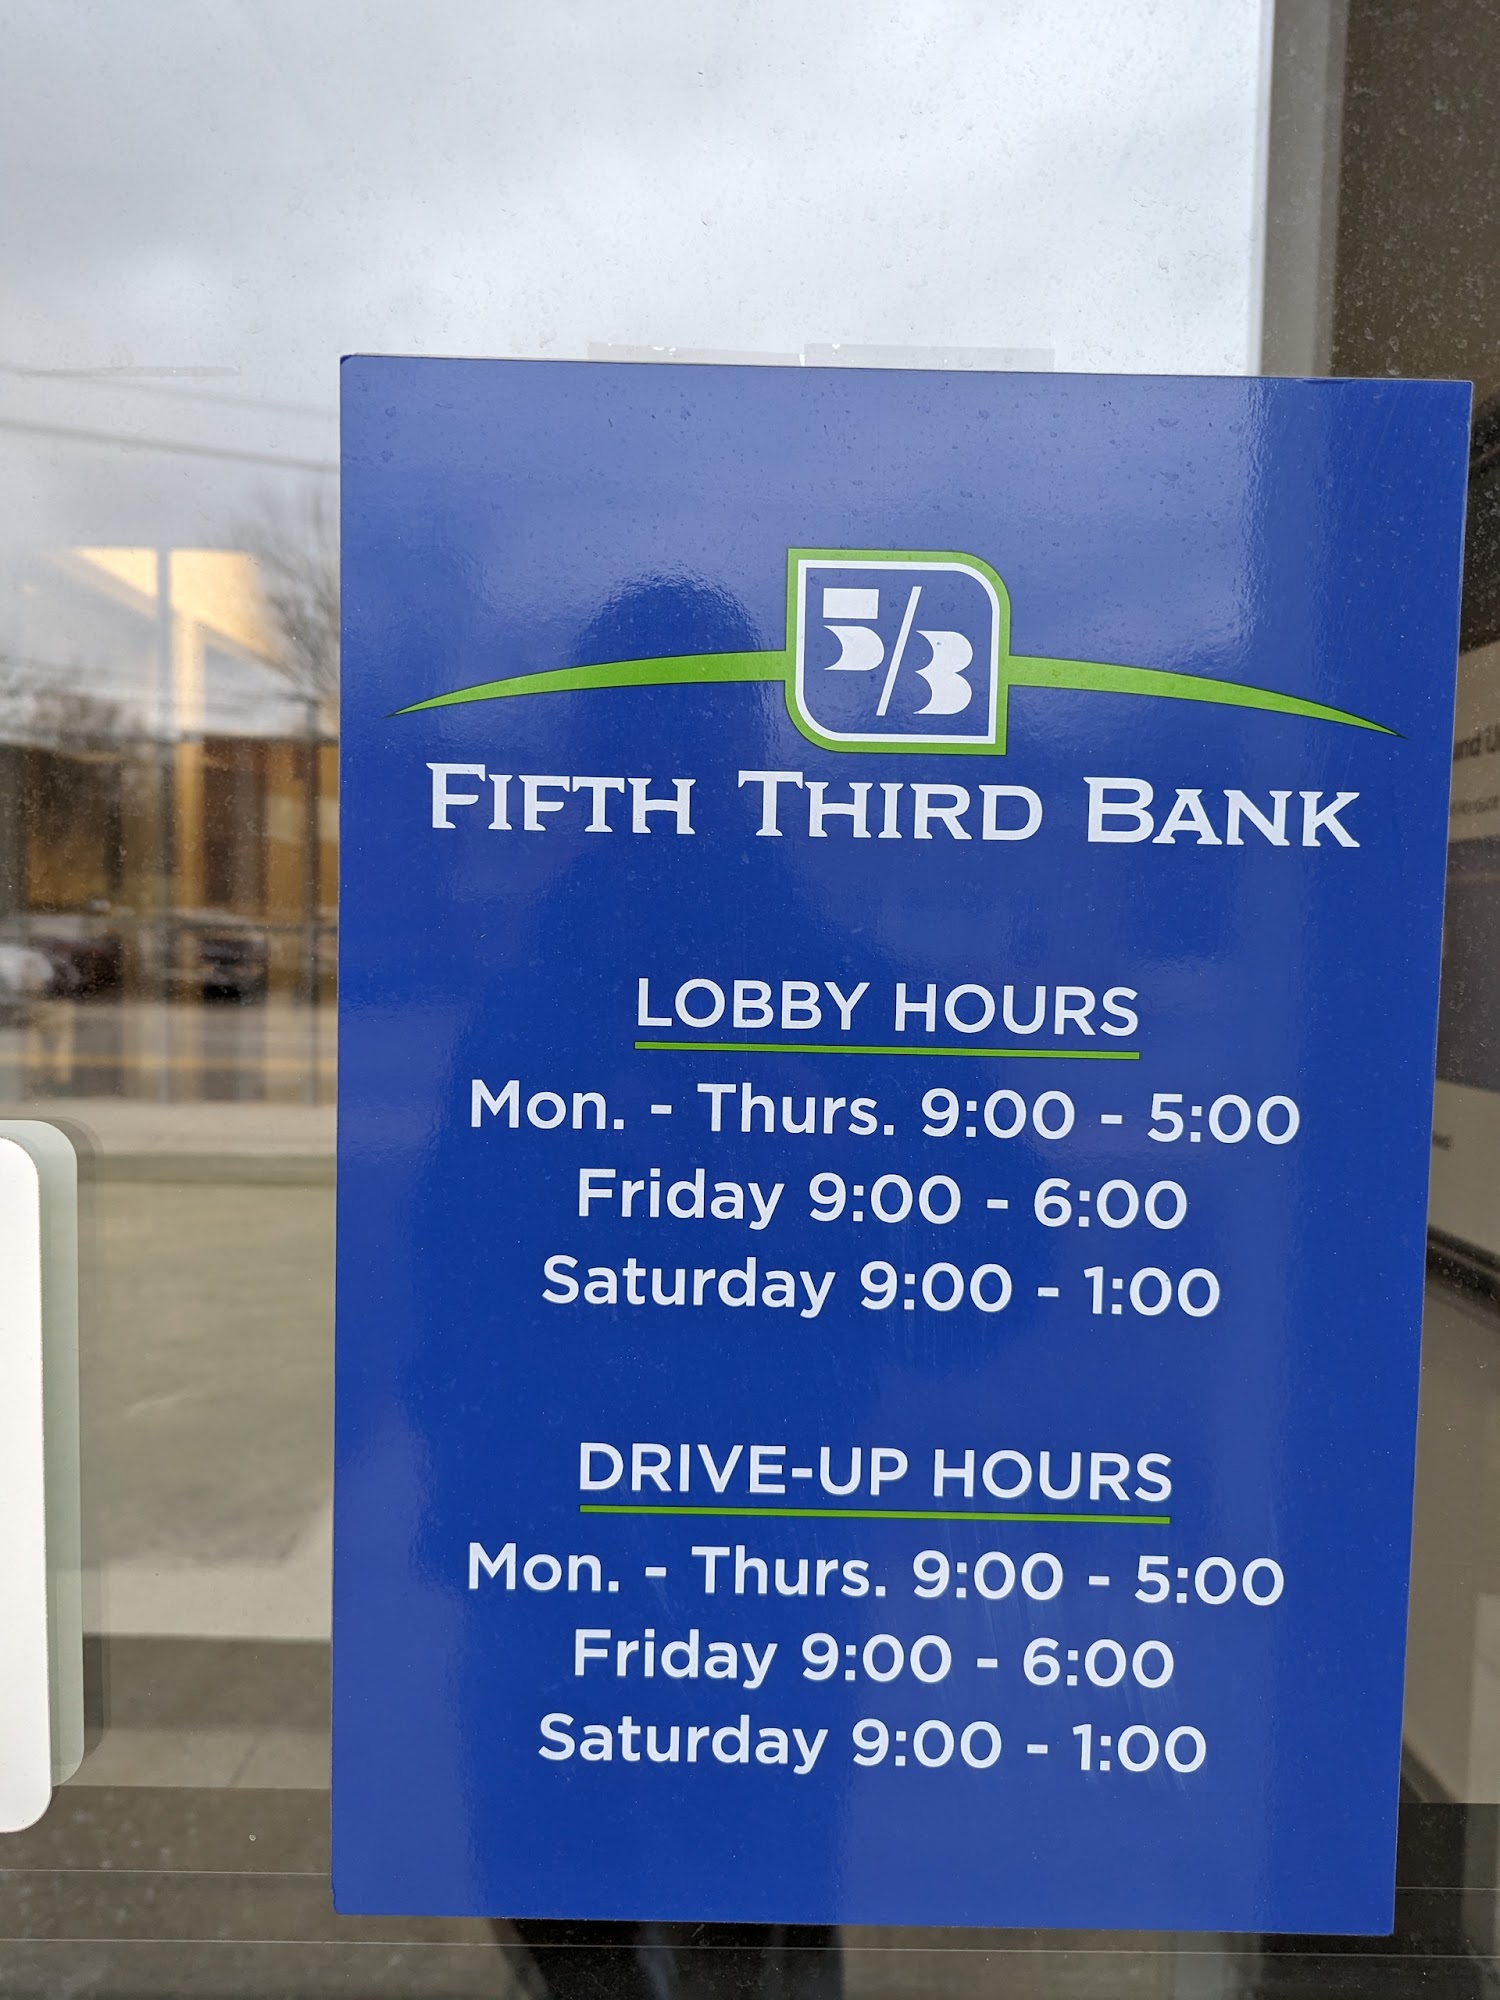 5/3
FIFTH THIRD BANK
LOBBY HOURS
Mon. - Thurs. 9:00 - 5:00
Friday 9:00 - 6:00
Saturday 9:00 - 1:00
DRIVE-UP HOURS
Mon. - Thurs. 9:00 - 5:00
Friday 9:00 - 6:00
Saturday 9:00 - 1:00